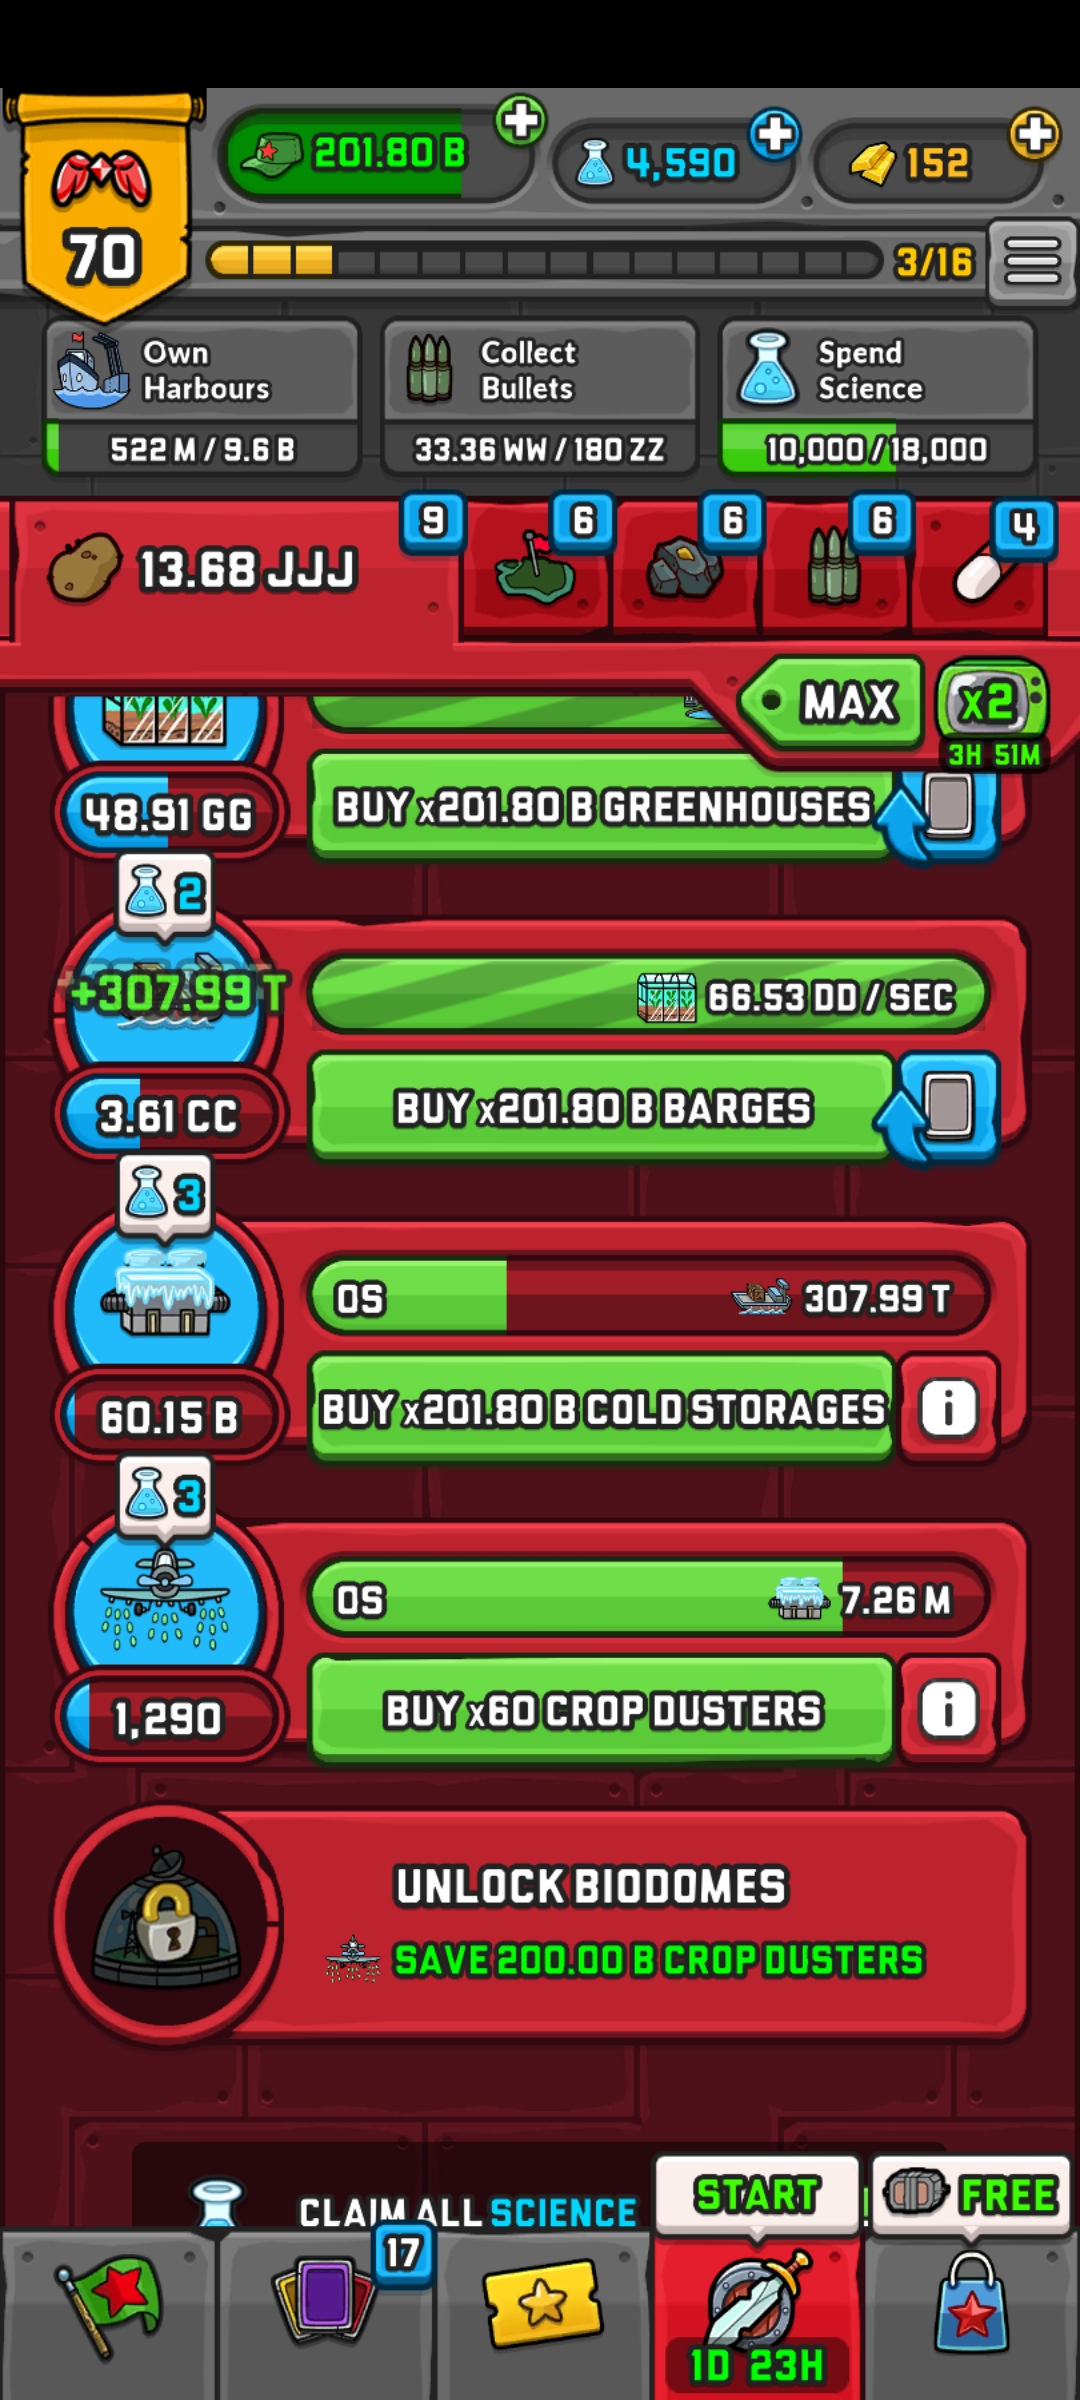 201.80 B
4,590
152
70
3/16
Own
Harbours
522 M / 9.6 B
Collect
Bullets
33.36 WW / 180 ZZ
Spend
Science
10,000 / 18,000
13.68 JJJ
9
6
6
6
4
MAX
x2
3H 51M
48.91 GG
BUY x201.80 B GREENHOUSES
2
+307.99 T
66.53 DD / SEC
3.61 CC
BUY x201.80 B BARGES
3
0S
307.99 T
60.15 B
BUY x201.80 B COLD STORAGES
i
3
0S
7.26 M
1,290
BUY x60 CROP DUSTERS
i
UNLOCK BIODOMES
SAVE 200.00 B CROP DUSTERS
CLAIM ALL SCIENCE
START
FREE
17
1D 23H